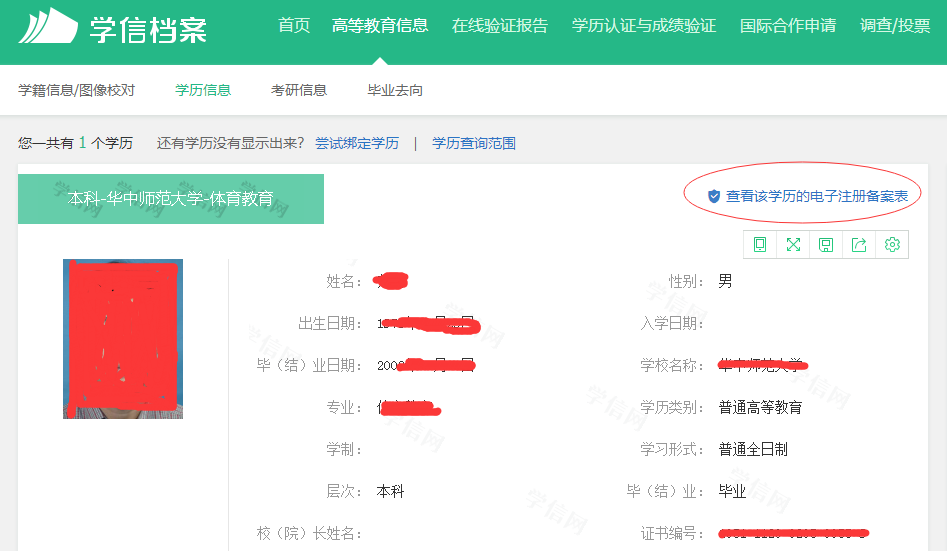 学信档案
首页 高等教育信息 在线验证报告 学历认证与成绩验证 国际合作申请 调查/投票
学籍信息/图像校对 学历信息 考研信息 毕业去向
您一共有 1 个学历 还有学历没有显示出来? 尝试绑定学历 | 学历查询范围
本科-华中师范大学-体育教育
查看该学历的电子注册备案表
姓名: 性别: 男
出生日期: 入学日期:
毕（结）业日期: 学校名称: 华中师范大学
专业: 学历类别: 普通高等教育
学制: 学习形式: 普通全日制
层次: 本科 毕（结）业: 毕业
校（院）长姓名: 证书编号:
学信网